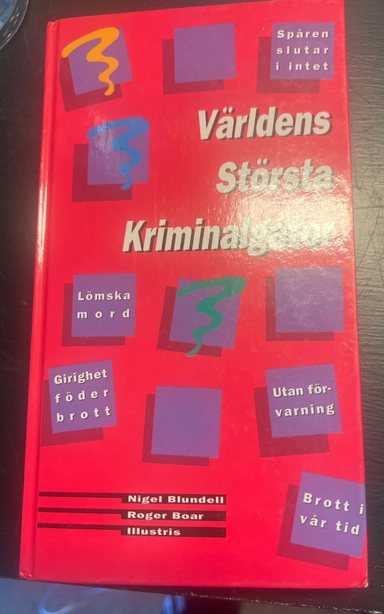 Spåren
slutar
i intet
Världens
Största
Kriminalgåtor
Lömska
mord
Girighet
föder
brott
Utan för-
varning
Nigel Blundell
Roger Boar
Illustris
Brott i
vår tid